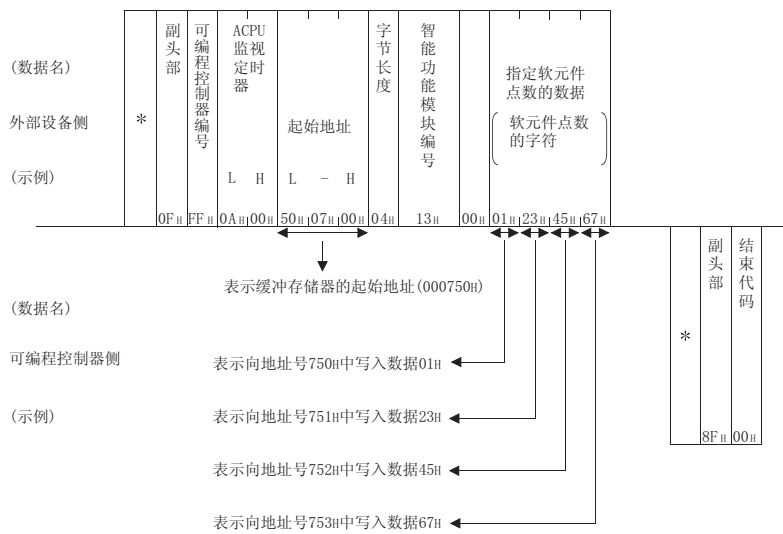 (数据名)
外部设备侧
(示例)
*
副头部
可编程控制器编号
ACPU
监视
定时
器
起始地址
字节长度
智能功能模块编号
指定软元件
点数的数据
软元件点数
的字符
L H L - H
0FH FFH 0AH 00H 50H 07H 00H 04H 13H 00H 01H 23H 45H 67H
表示缓冲存储器的起始地址(000750H)
(数据名)
可编程控制器侧
(示例)
表示向地址号750H中写入数据01H
表示向地址号751H中写入数据23H
表示向地址号752H中写入数据45H
表示向地址号753H中写入数据67H
*
副头部
结束代码
8FH 00H